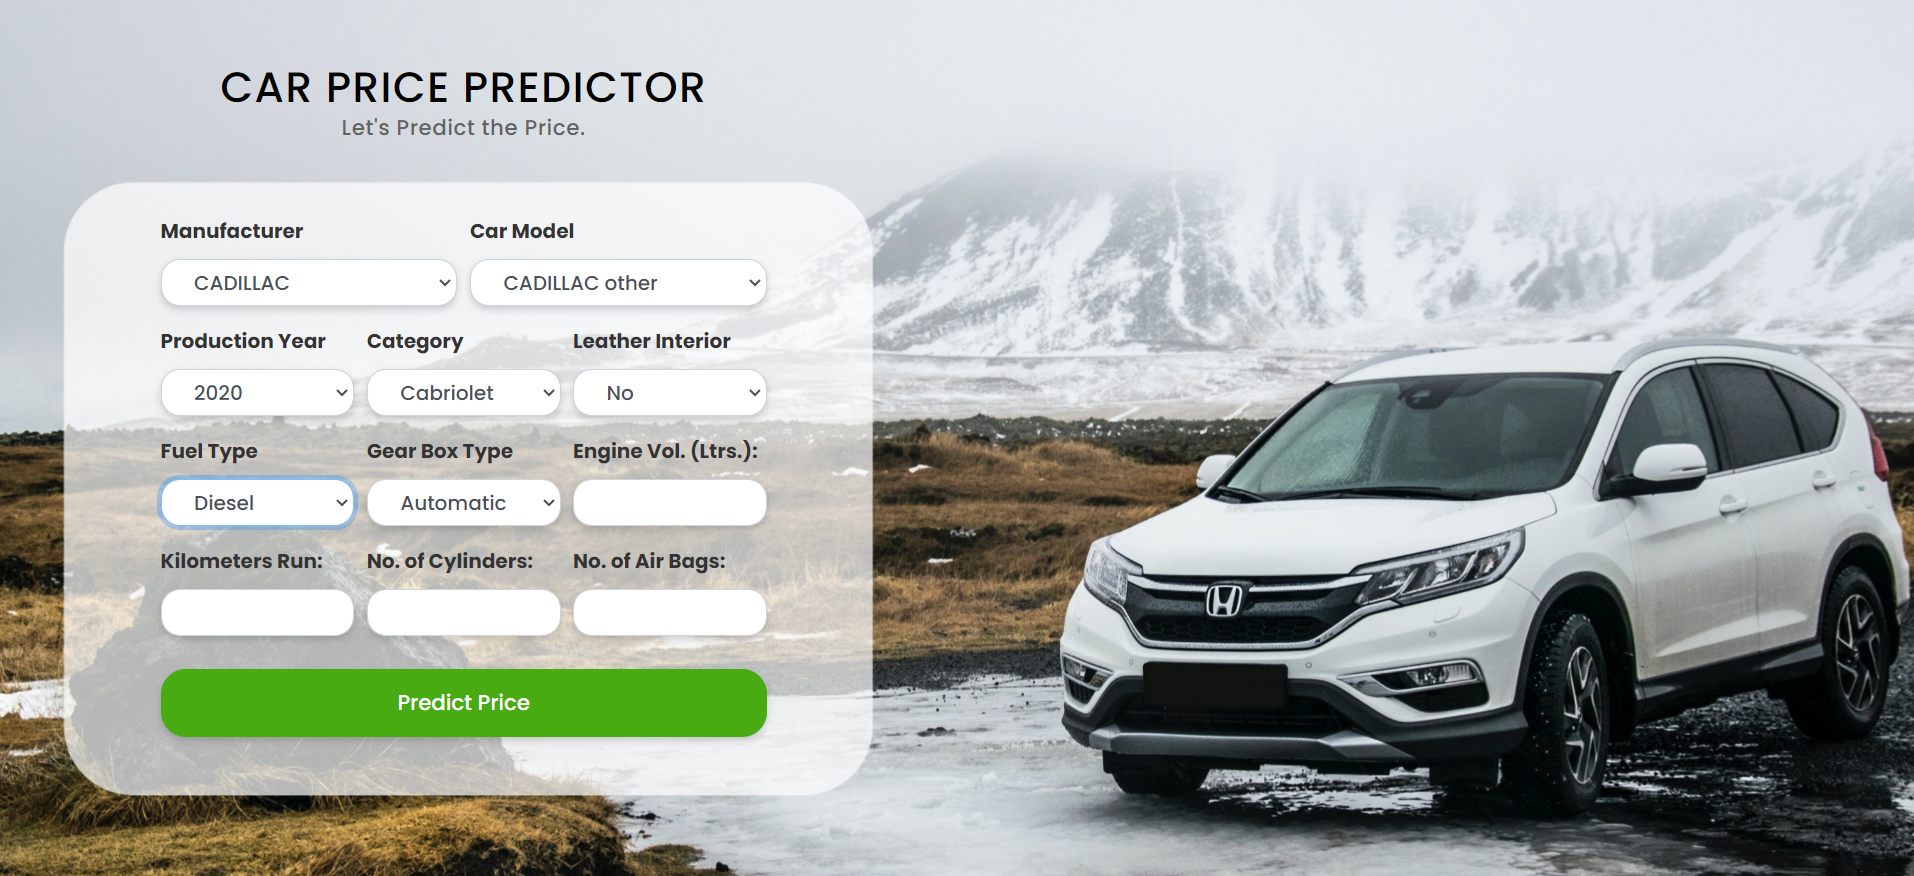 CAR PRICE PREDICTOR
Let's Predict the Price.
Manufacturer Car Model
CADILLAC CADILLAC other
Production Year Category Leather Interior
2020 Cabriolet No
Fuel Type Gear Box Type Engine Vol. (Ltrs.):
Diesel Automatic
Kilometers Run: No. of Cylinders: No. of Air Bags:
Predict Price